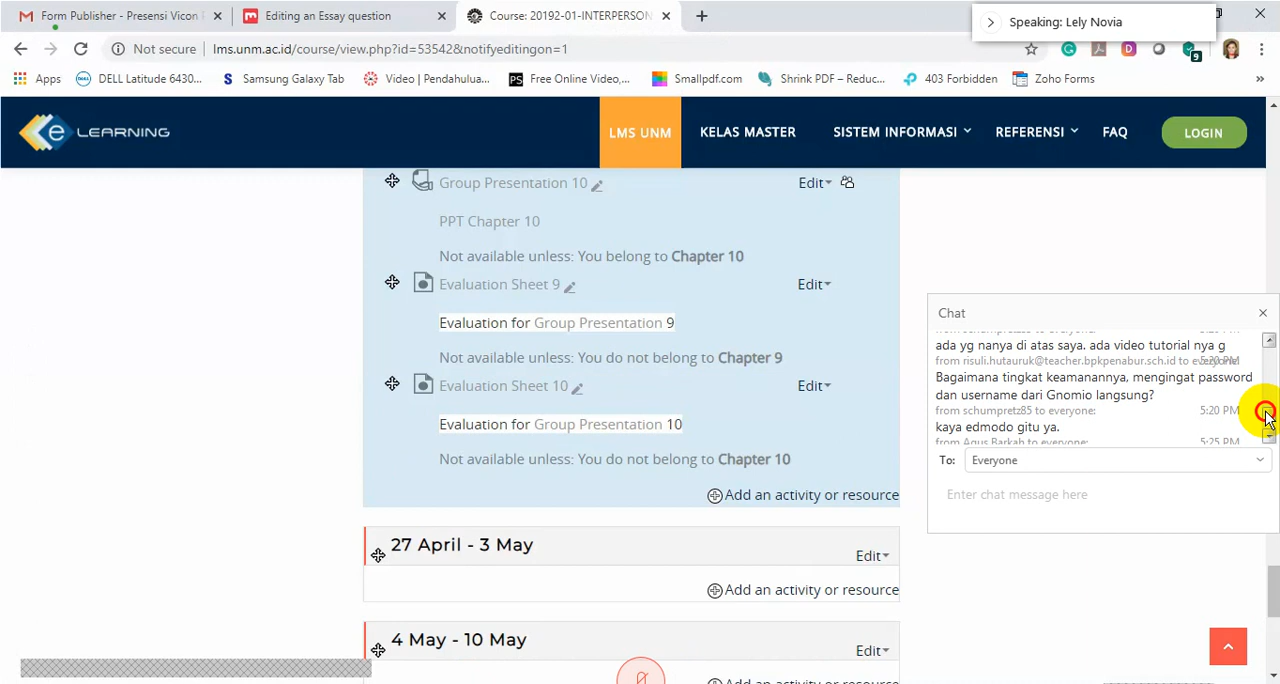 Form Publisher - Presensi Vicon
Editing an Essay question
Course: 20192-01-INTERPERSON
Speaking: Lely Novia
Not secure
lms.unm.ac.id/course/view.php?id=53542&notifyeditingon=1
Apps
DELL Latitude 6430...
Samsung Galaxy Tab
Video | Pendahulua...
Free Online Video,...
Smallpdf.com
Shrink PDF – Reduc...
403 Forbidden
Zoho Forms
e LEARNING
LMS UNM
KELAS MASTER
SISTEM INFORMASI
REFERENSI
FAQ
LOGIN
Group Presentation 10
Edit
PPT Chapter 10
Not available unless: You belong to Chapter 10
Evaluation Sheet 9
Edit
Evaluation for Group Presentation 9
Not available unless: You do not belong to Chapter 9
Evaluation Sheet 10
Edit
Evaluation for Group Presentation 10
Not available unless: You do not belong to Chapter 10
Add an activity or resource
27 April - 3 May
Edit
Add an activity or resource
4 May - 10 May
Edit
Chat
from schumpretz85 to everyone:
ada yg nanya di atas saya. ada video tutorial nya g
from risuli.hutauruk@teacher.bpkpenabur.sch.id to everyone:
5:20 PM
Bagaimana tingkat keamanannya, mengingat password
dan username dari Gnomio langsung?
from schumpretz85 to everyone:
5:20 PM
kaya edmodo gitu ya.
from Agus Barkah to everyone:
5:25 PM
To:
Everyone
Enter chat message here